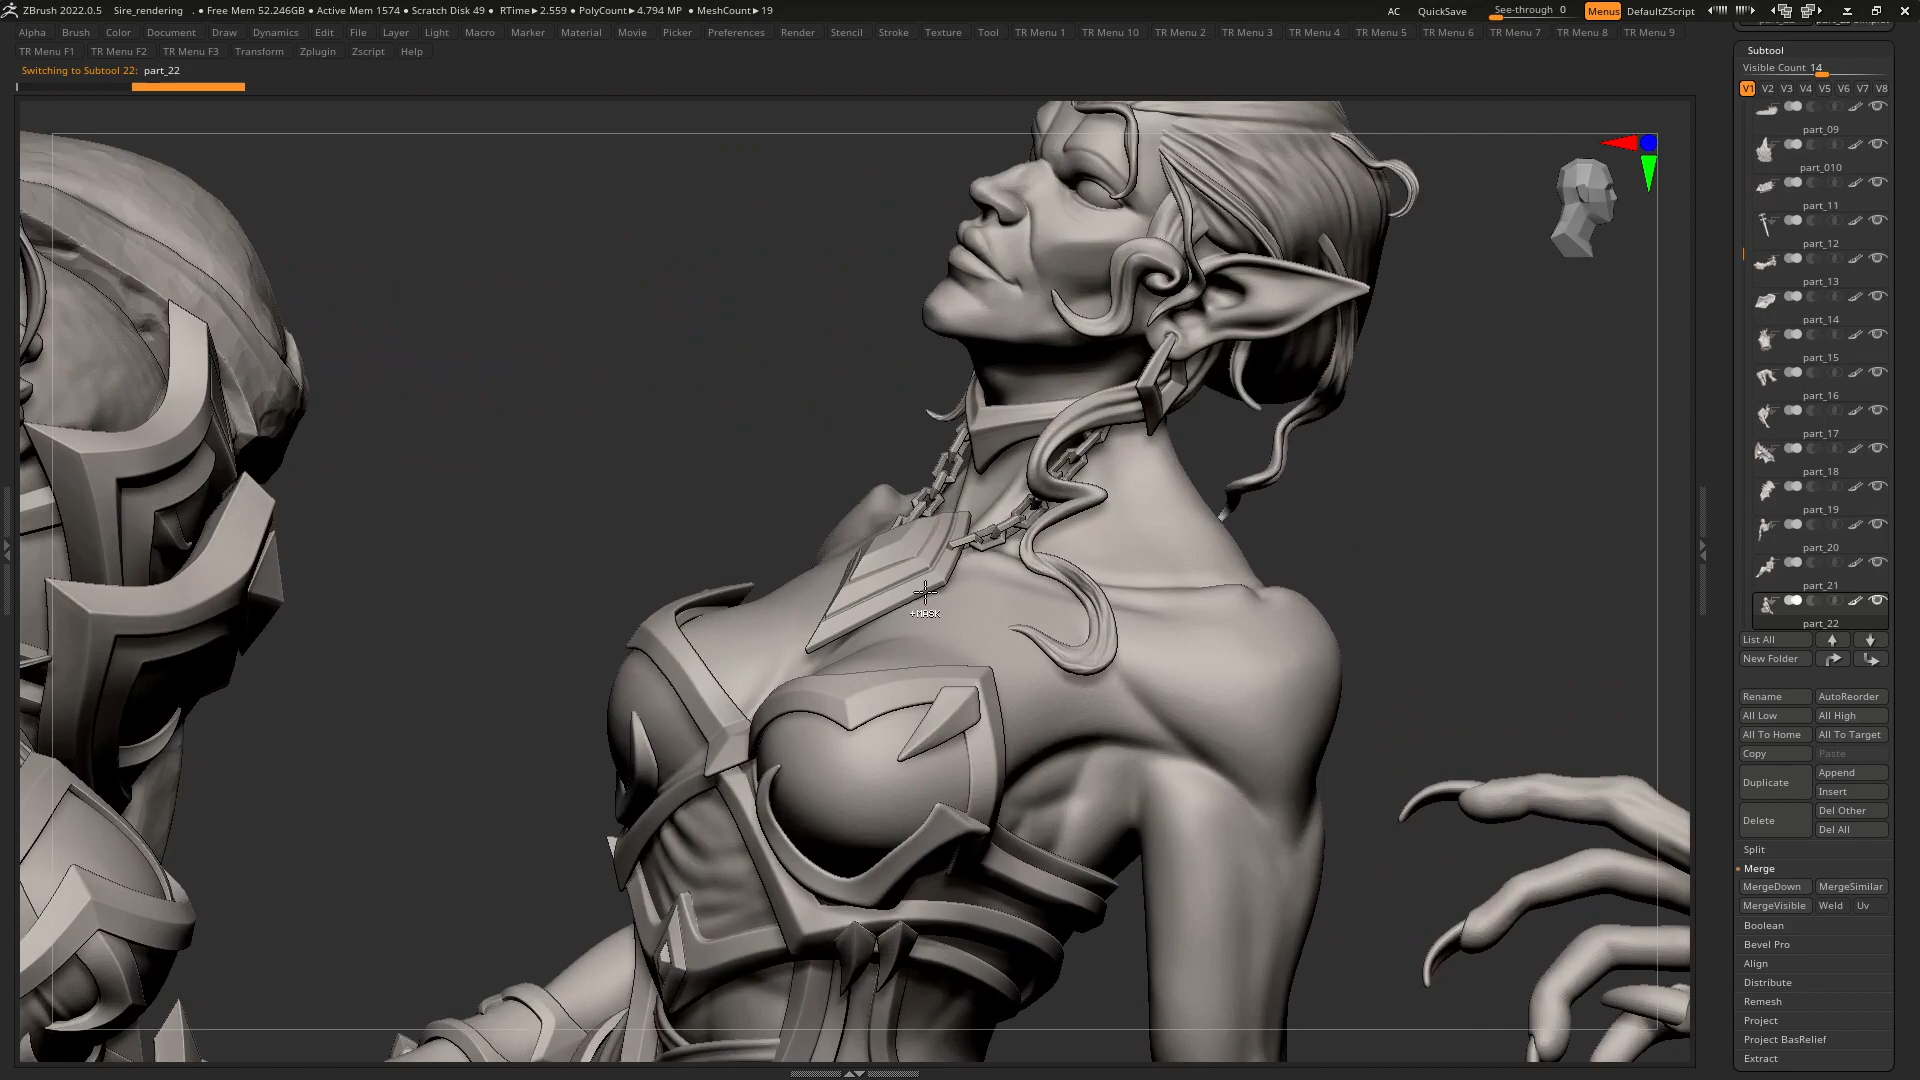 ZBrush 2022.0.5 Sire_rendering . • Free Mem 52.246GB • Active Mem 1574 • Scratch Disk 49 • RTime▸2.559 • PolyCount▸4.794 MP • MeshCount▸19 AC QuickSave See-through 0 Menus DefaultZScript
Alpha Brush Color Document Draw Dynamics Edit File Layer Light Macro Marker Material Movie Picker Preferences Render Stencil Stroke Texture Tool TR Menu 1 TR Menu 10 TR Menu 2 TR Menu 3 TR Menu 4 TR Menu 5 TR Menu 6 TR Menu 7 TR Menu 8 TR Menu 9
TR Menu F1 TR Menu F2 TR Menu F3 Transform Zplugin Zscript Help
Switching to Subtool 22: part_22
+MASK
Subtool
Visible Count 14
V1 V2 V3 V4 V5 V6 V7 V8
part_09
part_010
part_11
part_12
part_13
part_14
part_15
part_16
part_17
part_18
part_19
part_20
part_21
part_22
List All
New Folder
Rename AutoReorder
All Low All High
All To Home All To Target
Copy Paste
Duplicate Append
Insert
Delete Del Other
Del All
Split
Merge
MergeDown MergeSimilar
MergeVisible Weld Uv
Boolean
Bevel Pro
Align
Distribute
Remesh
Project
Project BasRelief
Extract